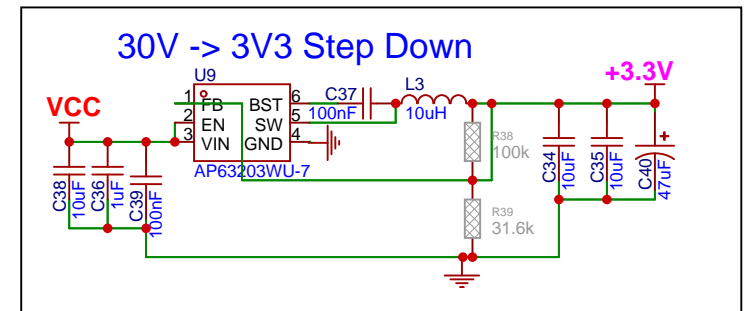 30V -> 3V3 Step Down
U9
+3.3V
VCC
1 FB BST 6
2 EN SW 5
3 VIN GND 4
AP63203WU-7
C37
100nF
L3
10uH
R38
100k
R39
31.6k
C38
10uF
C36
1uF
C39
100nF
C34
10uF
C35
10uF
C40
47uF
+